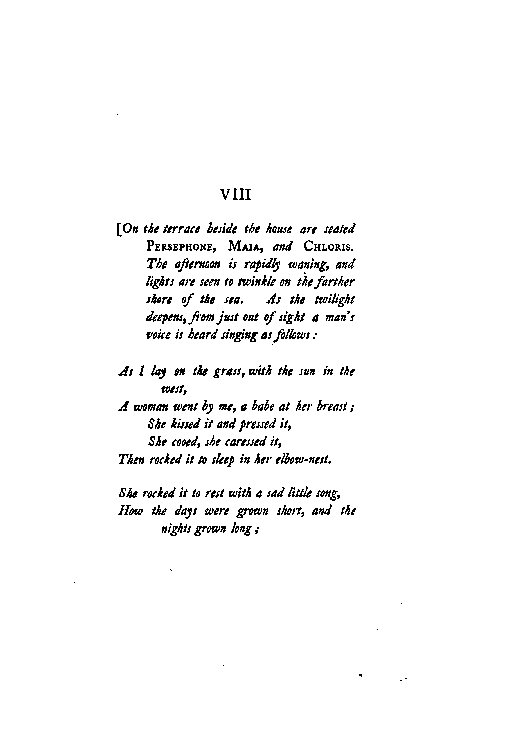 VIII
[On the terrace beside the house are seated
PERSEPHONE, MAIA, and CHLORIS.
The afternoon is rapidly waning, and
lights are seen to twinkle on the farther
shore of the sea. As the twilight
deepens, from just out of sight a man's
voice is heard singing as follows :
As I lay on the grass, with the sun in the
west,
A woman went by me, a babe at her breast ;
She kissed it and pressed it,
She cooed, she caressed it,
Then rocked it to sleep in her elbow-nest.
She rocked it to rest with a sad little song,
How the days were grown short, and the
nights grown long ;